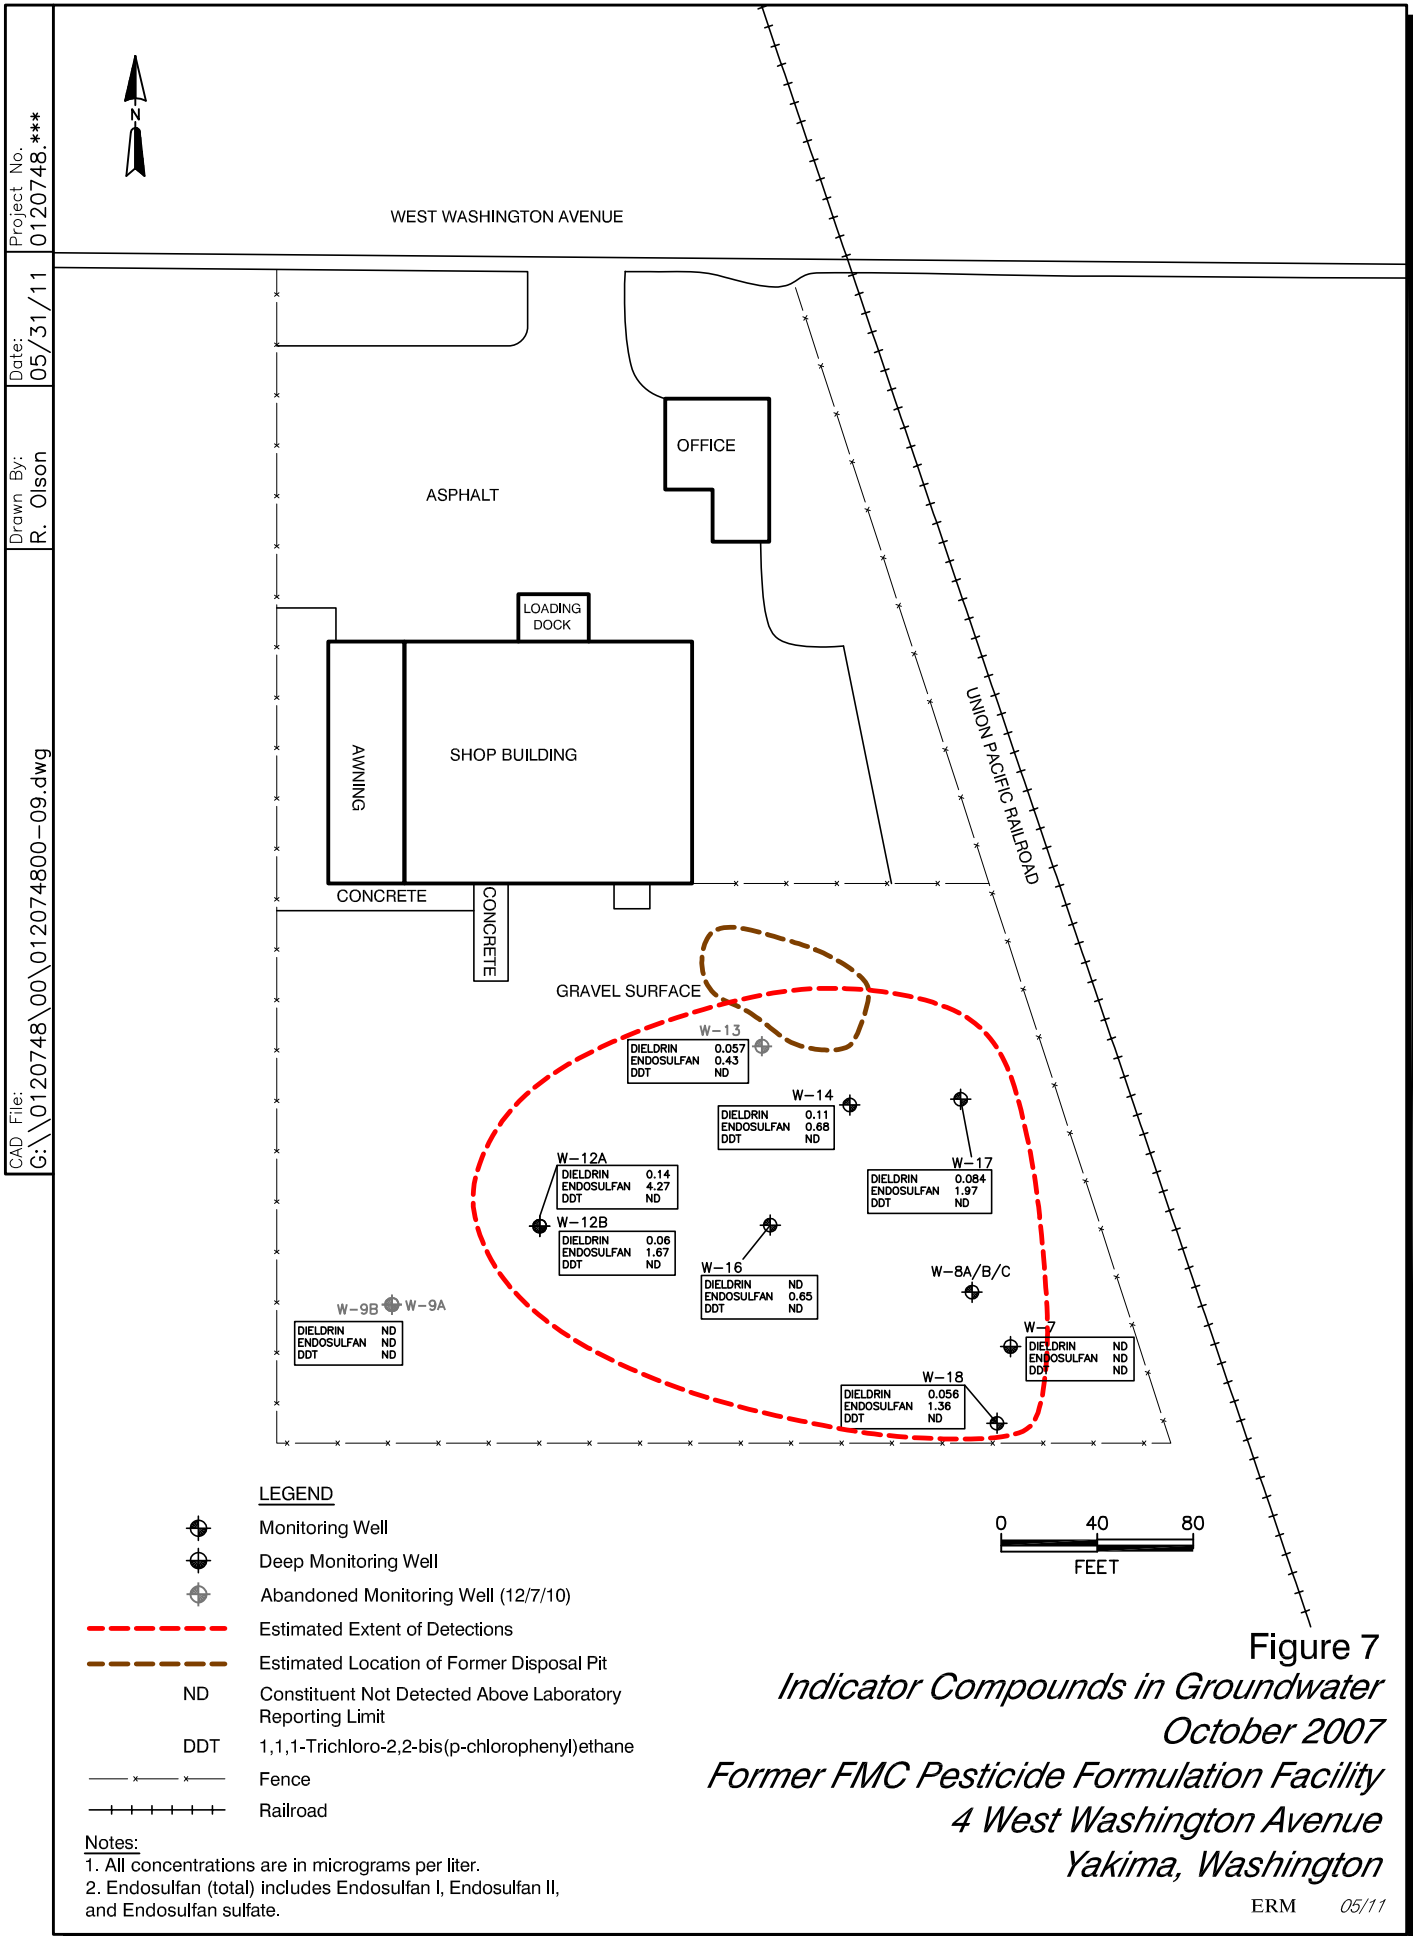 Project No.
0120748.***
Date:
05/31/11
Drawn By:
R. Olson
CAD File:
G:\\0120748\00\012074800-09.dwg
N
WEST WASHINGTON AVENUE
OFFICE
ASPHALT
LOADING
DOCK
UNION PACIFIC RAILROAD
AWNING
SHOP BUILDING
CONCRETE
CONCRETE
GRAVEL SURFACE
W-13
DIELDRIN 0.057
ENDOSULFAN 0.43
DDT ND
W-14
DIELDRIN 0.11
ENDOSULFAN 0.68
DDT ND
W-12A
DIELDRIN 0.14
ENDOSULFAN 4.27
DDT ND
W-17
DIELDRIN 0.084
ENDOSULFAN 1.97
DDT ND
W-12B
DIELDRIN 0.06
ENDOSULFAN 1.67
DDT ND
W-16
DIELDRIN ND
ENDOSULFAN 0.65
DDT ND
W-8A/B/C
W-9B W-9A
DIELDRIN ND
ENDOSULFAN ND
DDT ND
W-7
DIELDRIN ND
ENDOSULFAN ND
DDT ND
W-18
DIELDRIN 0.056
ENDOSULFAN 1.36
DDT ND
LEGEND
Monitoring Well
Deep Monitoring Well
Abandoned Monitoring Well (12/7/10)
Estimated Extent of Detections
Estimated Location of Former Disposal Pit
ND Constituent Not Detected Above Laboratory
Reporting Limit
DDT 1,1,1-Trichloro-2,2-bis(p-chlorophenyl)ethane
Fence
Railroad
Notes:
1. All concentrations are in micrograms per liter.
2. Endosulfan (total) includes Endosulfan I, Endosulfan II,
and Endosulfan sulfate.
0 40 80
FEET
Figure 7
Indicator Compounds in Groundwater
October 2007
Former FMC Pesticide Formulation Facility
4 West Washington Avenue
Yakima, Washington
ERM 05/11